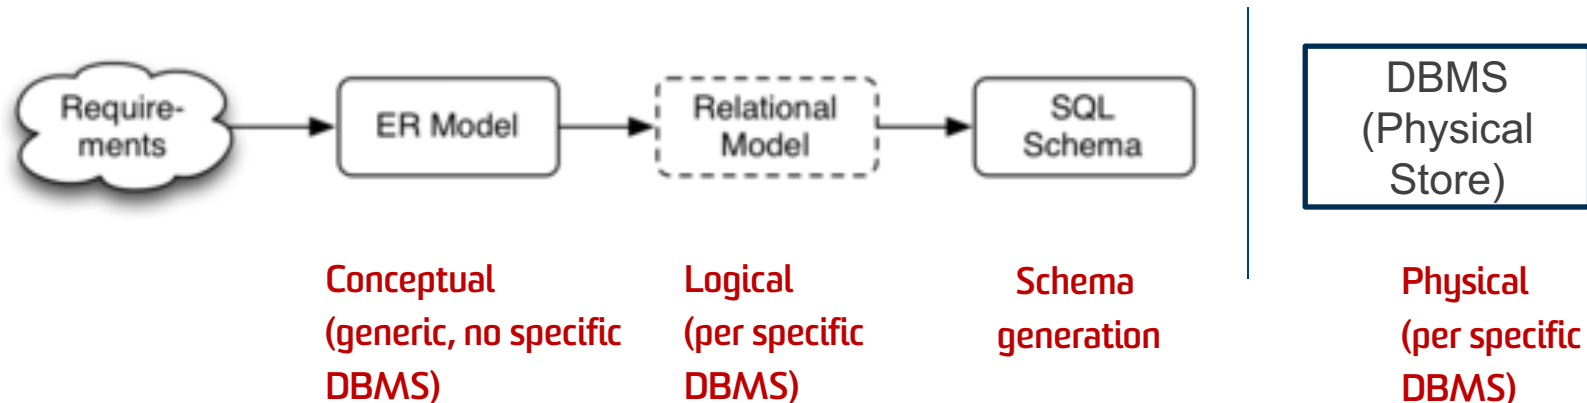 Require-
ments
ER Model
Relational
Model
SQL
Schema
DBMS
(Physical
Store)
Conceptual
(generic, no specific
DBMS)
Logical
(per specific
DBMS)
Schema
generation
Physical
(per specific
DBMS)